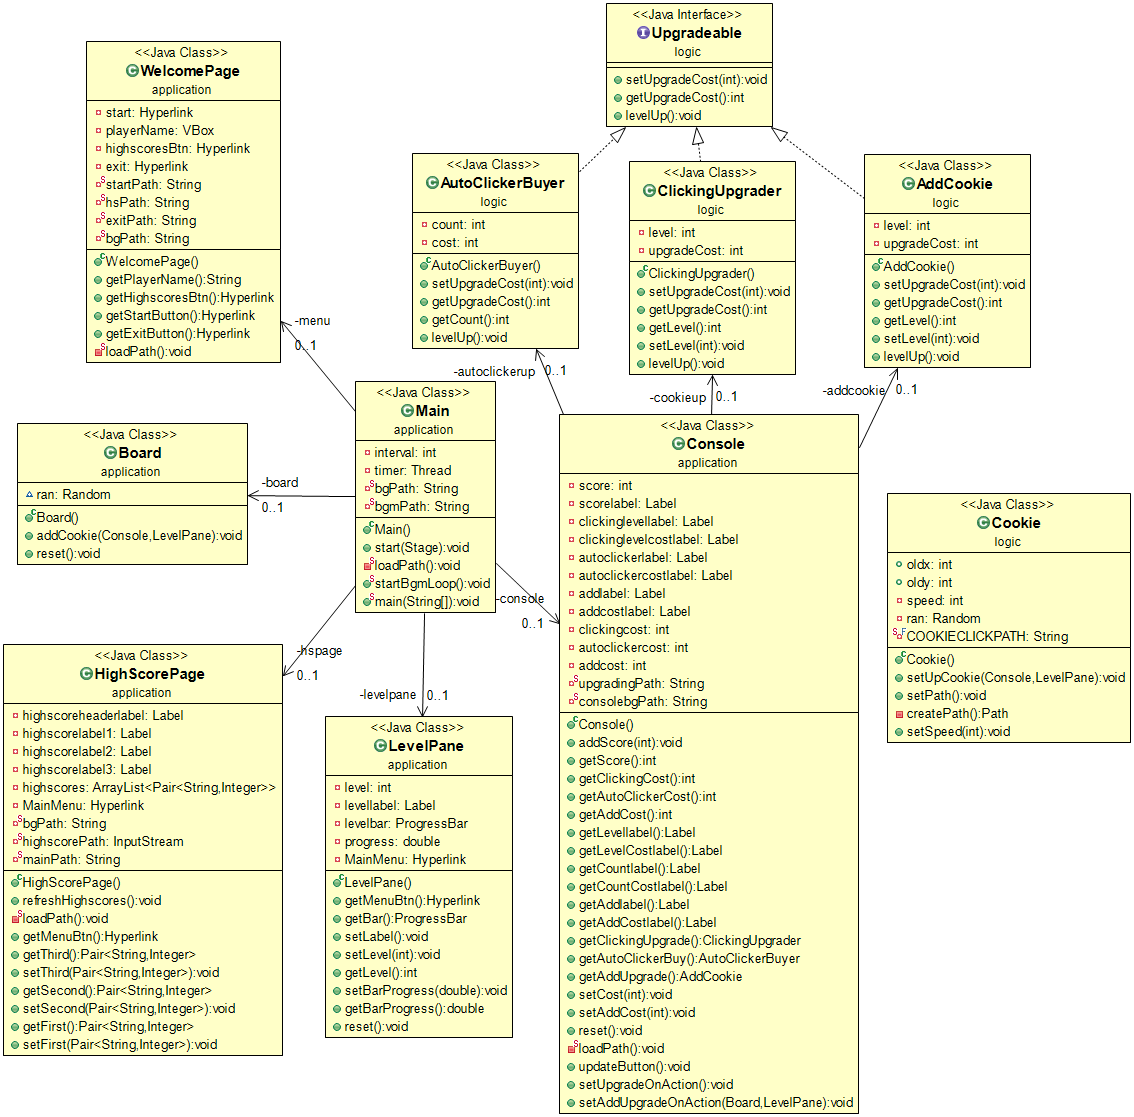 <<Java Interface>>
Upgradeable
logic
setUpgradeCost(int):void
getUpgradeCost():int
levelUp():void
<<Java Class>>
WelcomePage
application
start: Hyperlink
playerName: VBox
highscoresBtn: Hyperlink
exit: Hyperlink
startPath: String
hsPath: String
exitPath: String
bgPath: String
WelcomePage()
getPlayerName():String
getHighscoresBtn():Hyperlink
getStartButton():Hyperlink
getExitButton():Hyperlink
loadPath():void
<<Java Class>>
AutoClickerBuyer
logic
count: int
cost: int
AutoClickerBuyer()
setUpgradeCost(int):void
getUpgradeCost():int
getCount():int
levelUp():void
<<Java Class>>
ClickingUpgrader
logic
level: int
upgradeCost: int
ClickingUpgrader()
setUpgradeCost(int):void
getUpgradeCost():int
getLevel():int
setLevel(int):void
levelUp():void
<<Java Class>>
AddCookie
logic
level: int
upgradeCost: int
AddCookie()
setUpgradeCost(int):void
getUpgradeCost():int
getLevel():int
setLevel(int):void
levelUp():void
-menu
0..1
-autoclickerup
0..1
-cookieup
0..1
-addcookie
0..1
<<Java Class>>
Main
application
interval: int
timer: Thread
bgPath: String
bgmPath: String
Main()
start(Stage):void
loadPath():void
startBgmLoop():void
main(String[]):void
<<Java Class>>
Board
application
ran: Random
Board()
addCookie(Console,LevelPane):void
reset():void
-board
0..1
-console
0..1
-hspage
0..1
-levelpane
0..1
<<Java Class>>
Console
application
score: int
scorelabel: Label
clickinglevellabel: Label
clickinglevelcostlabel: Label
autoclickerlabel: Label
autoclickercostlabel: Label
addlabel: Label
addcostlabel: Label
clickingcost: int
autoclickercost: int
addcost: int
upgradingPath: String
consolebgPath: String
Console()
addScore(int):void
getScore():int
getClickingCost():int
getAutoClickerCost():int
getAddCost():int
getLevellabel():Label
getLevelCostlabel():Label
getCountlabel():Label
getCountCostlabel():Label
getAddlabel():Label
getAddCostlabel():Label
getClickingUpgrade():ClickingUpgrader
getAutoClickerBuy():AutoClickerBuyer
getAddUpgrade():AddCookie
setCost(int):void
setAddCost(int):void
reset():void
loadPath():void
updateButton():void
setUpgradeOnAction():void
setAddUpgradeOnAction(Board,LevelPane):void
<<Java Class>>
Cookie
logic
oldx: int
oldy: int
speed: int
ran: Random
COOKIECLICKPATH: String
Cookie()
setUpCookie(Console,LevelPane):void
setPath():void
createPath():Path
setSpeed(int):void
<<Java Class>>
HighScorePage
application
highscoreheaderlabel: Label
highscorelabel1: Label
highscorelabel2: Label
highscorelabel3: Label
highscores: ArrayList<Pair<String,Integer>>
MainMenu: Hyperlink
bgPath: String
highscorePath: InputStream
mainPath: String
HighScorePage()
refreshHighscores():void
loadPath():void
getMenuBtn():Hyperlink
getThird():Pair<String,Integer>
setThird(Pair<String,Integer>):void
getSecond():Pair<String,Integer>
setSecond(Pair<String,Integer>):void
getFirst():Pair<String,Integer>
setFirst(Pair<String,Integer>):void
<<Java Class>>
LevelPane
application
level: int
levellabel: Label
levelbar: ProgressBar
progress: double
MainMenu: Hyperlink
LevelPane()
getMenuBtn():Hyperlink
getBar():ProgressBar
setLabel():void
setLevel(int):void
getLevel():int
setBarProgress(double):void
getBarProgress():double
reset():void